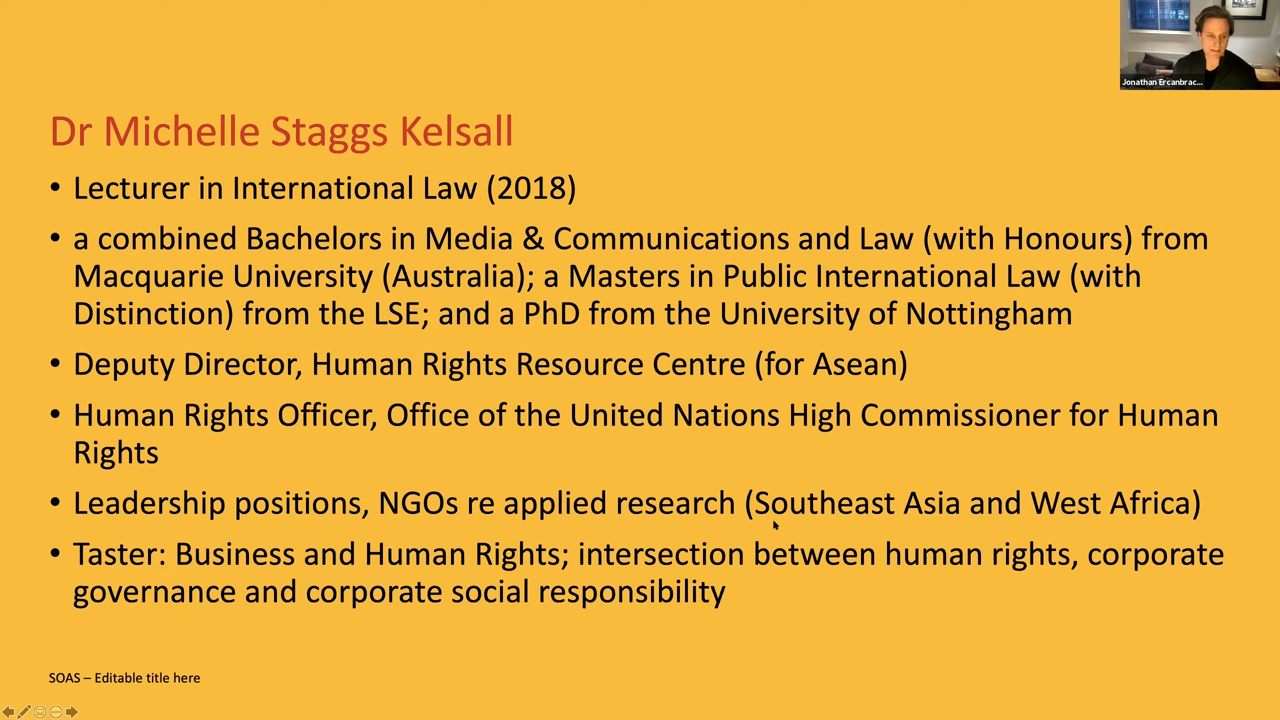 Jonathan Ercanbrac...
Dr Michelle Staggs Kelsall
• Lecturer in International Law (2018)
• a combined Bachelors in Media & Communications and Law (with Honours) from
Macquarie University (Australia); a Masters in Public International Law (with
Distinction) from the LSE; and a PhD from the University of Nottingham
• Deputy Director, Human Rights Resource Centre (for Asean)
• Human Rights Officer, Office of the United Nations High Commissioner for Human
Rights
• Leadership positions, NGOs re applied research (Southeast Asia and West Africa)
• Taster: Business and Human Rights; intersection between human rights, corporate
governance and corporate social responsibility
SOAS – Editable title here